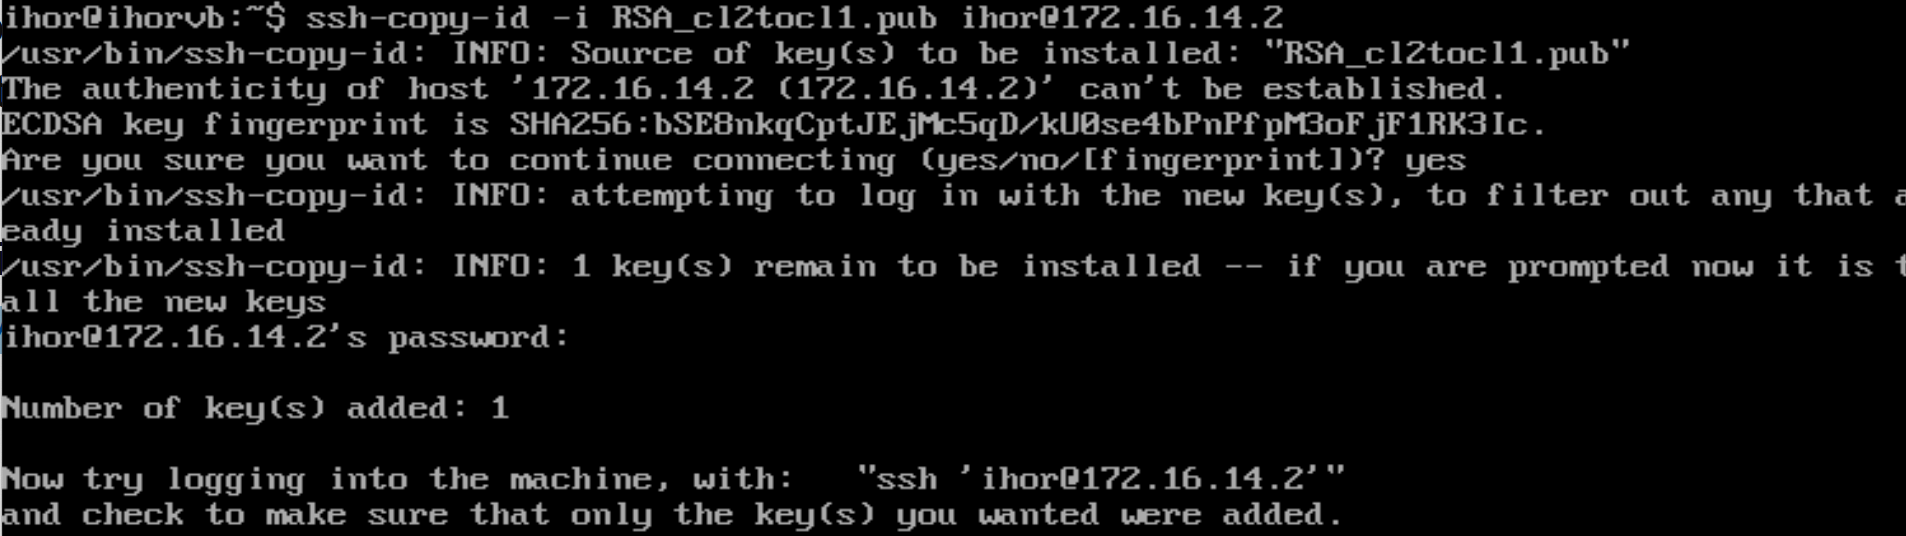 ihor@ihorvb:~$ ssh-copy-id -i RSA_cl2tocl1.pub ihor@172.16.14.2
/usr/bin/ssh-copy-id: INFO: Source of key(s) to be installed: "RSA_cl2tocl1.pub"
The authenticity of host '172.16.14.2 (172.16.14.2)' can't be established.
ECDSA key fingerprint is SHA256:bSE8nkqCptJEjMc5qD/kU0se4bPnPfpM3oFjF1RK3Ic.
Are you sure you want to continue connecting (yes/no/[fingerprint])? yes
/usr/bin/ssh-copy-id: INFO: attempting to log in with the new key(s), to filter out any that a
eady installed
/usr/bin/ssh-copy-id: INFO: 1 key(s) remain to be installed -- if you are prompted now it is t
all the new keys
ihor@172.16.14.2's password:
Number of key(s) added: 1
Now try logging into the machine, with:   "ssh 'ihor@172.16.14.2'"
and check to make sure that only the key(s) you wanted were added.